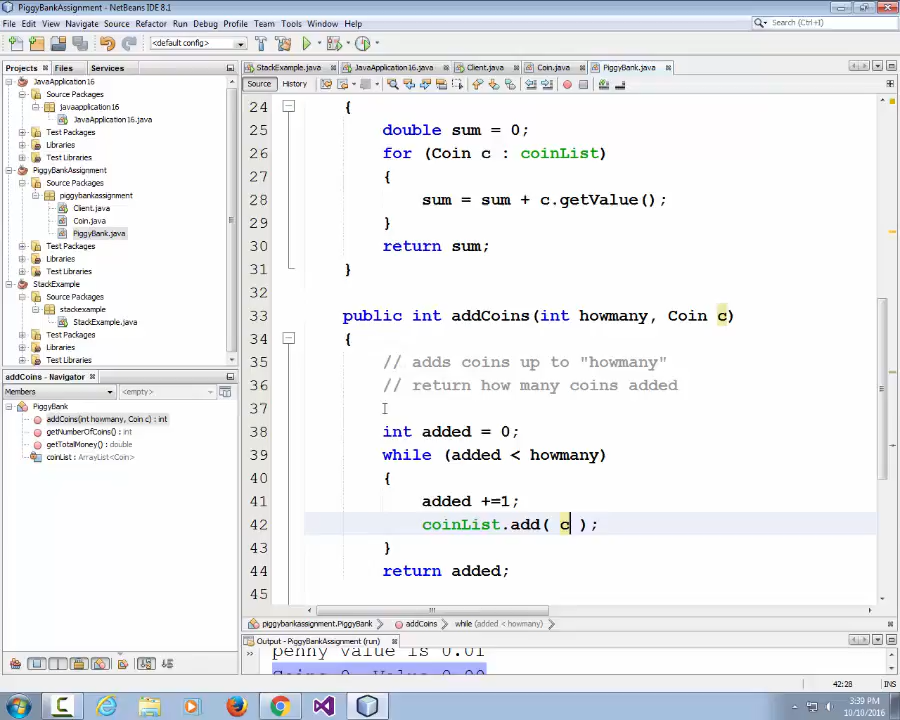 PiggyBankAssignment - NetBeans IDE 8.1
File Edit View Navigate Source Refactor Run Debug Profile Team Tools Window Help
Search (Ctrl+I)
<default config>
Projects Files Services
StackExample.java JavaApplication16.java Client.java Coin.java PiggyBank.java
Source History
JavaApplication16
Source Packages
javaapplication16
JavaApplication16.java
Test Packages
Libraries
Test Libraries
PiggyBankAssignment
Source Packages
piggybankassignment
Client.java
Coin.java
PiggyBank.java
Test Packages
Libraries
Test Libraries
StackExample
Source Packages
stackexample
StackExample.java
Test Packages
Libraries
Test Libraries
addCoins - Navigator
Members <empty>
PiggyBank
addCoins(int howmany, Coin c) : int
getNumberOfCoins() : int
getTotalMoney() : double
coinList : ArrayList<Coin>
24 {
25 double sum = 0;
26 for (Coin c : coinList)
27 {
28 sum = sum + c.getValue();
29 }
30 return sum;
31 }
32
33 public int addCoins(int howmany, Coin c)
34 {
35 // adds coins up to "howmany"
36 // return how many coins added
37
38 int added = 0;
39 while (added < howmany)
40 {
41 added +=1;
42 coinList.add( c );
43 }
44 return added;
45
piggybankassignment.PiggyBank addCoins while (added < howmany)
Output - PiggyBankAssignment (run)
penny value is 0.01
42:28 INS
3:39 PM
10/10/2016